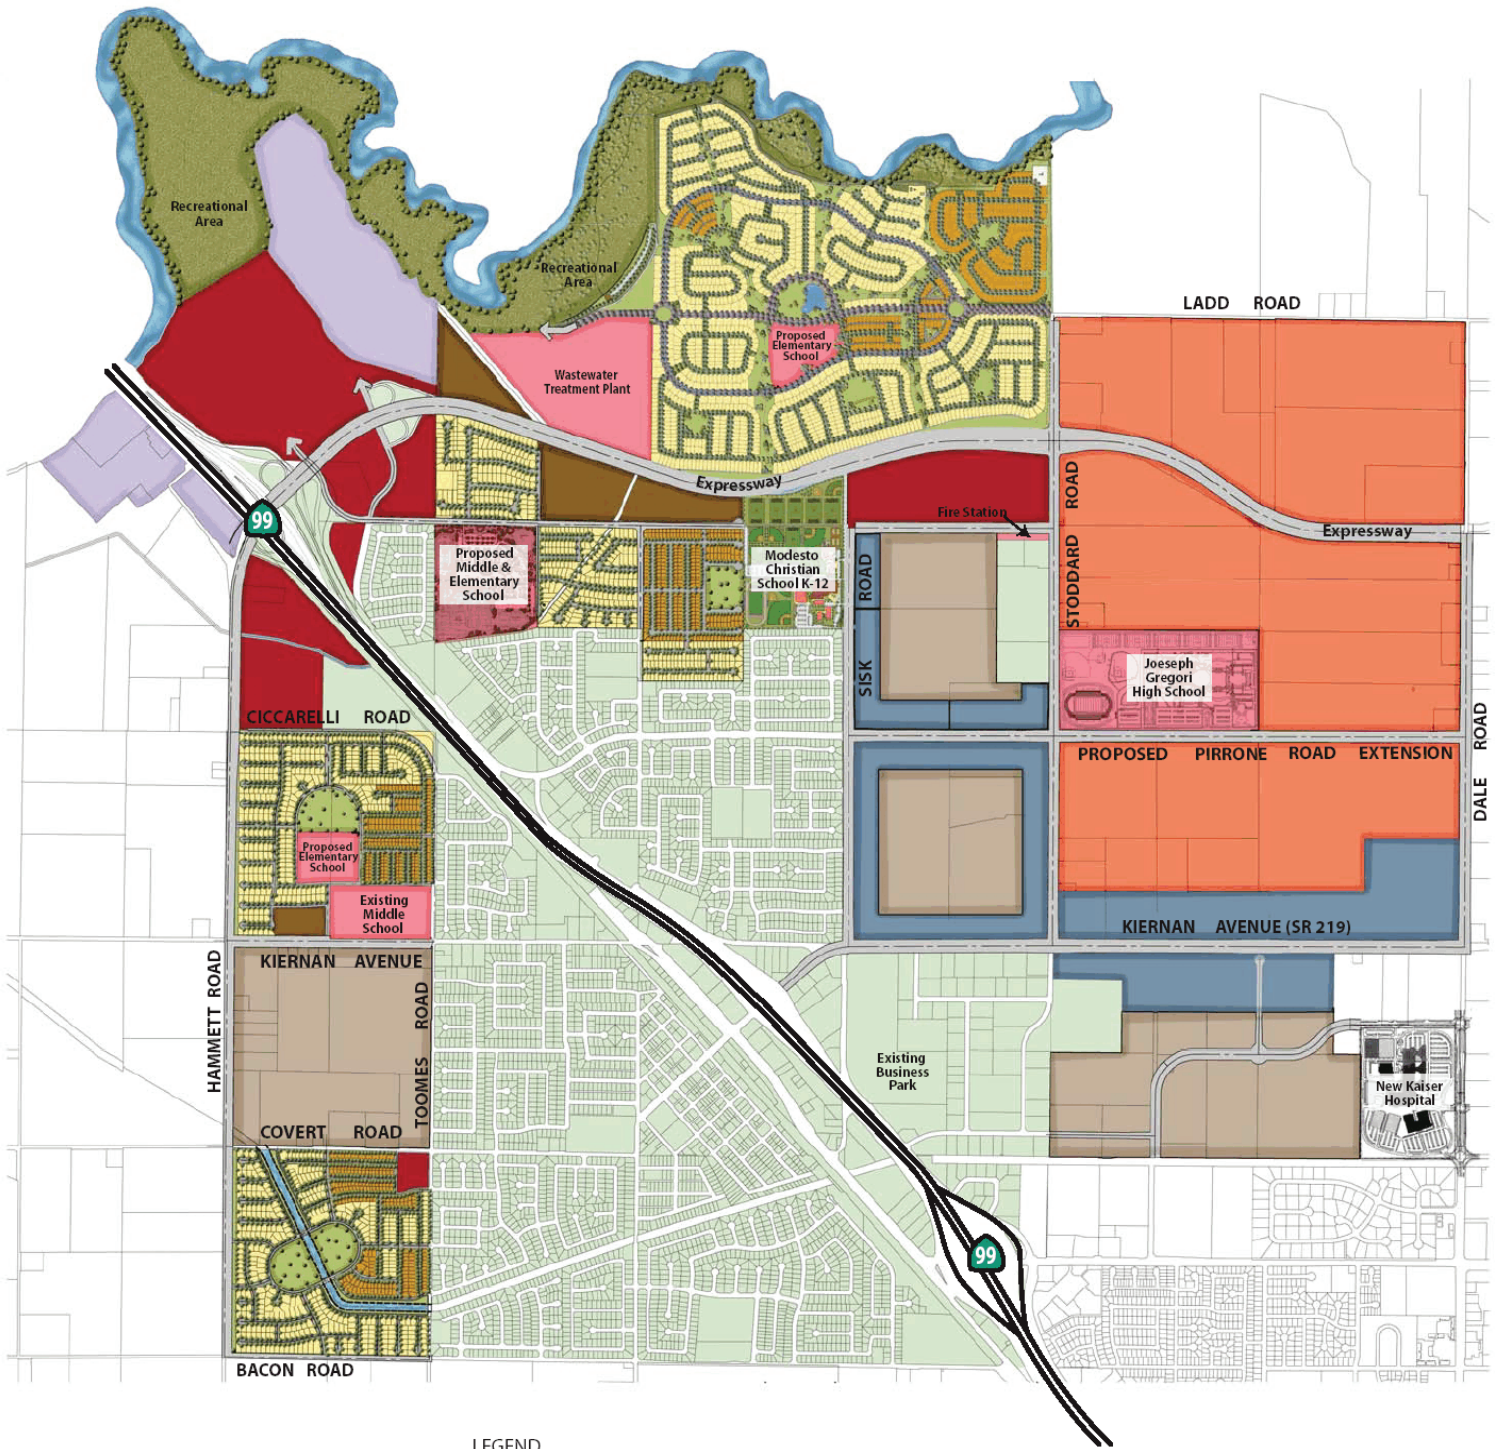 Recreational
Area
Recreational
Area
LADD ROAD
Proposed
Elementary
School
Wastewater
Treatment Plant
Expressway
STODDARD ROAD
99
Fire Station
Expressway
Proposed
Middle &
Elementary
School
Modesto
Christian
School K-12
SISK ROAD
Joeseph
Gregori
High School
CICCARELLI ROAD
PROPOSED PIRRONE ROAD EXTENSION
DALE ROAD
Proposed
Elementary
School
Existing
Middle
School
KIERNAN AVENUE (SR 219)
KIERNAN AVENUE
HAMMETT ROAD
TOOMES ROAD
Existing
Business
Park
New Kaiser
Hospital
COVERT ROAD
99
BACON ROAD
LEGEND